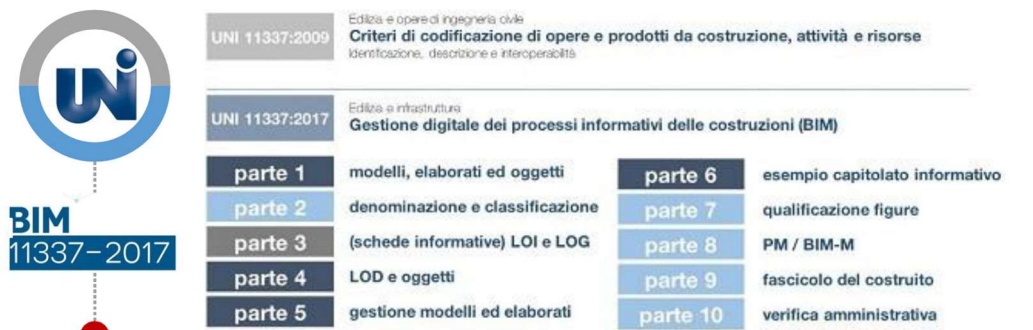 UNI
BIM
11337-2017
UNI 11337:2009
Edilizia e opere di ingegneria civile
Criteri di codificazione di opere e prodotti da costruzione, attività e risorse
Identificazione, descrizione e interoperabilità
UNI 11337:2017
Edilizia e infrastrutture
Gestione digitale dei processi informativi delle costruzioni (BIM)
parte 1 modelli, elaborati ed oggetti
parte 2 denominazione e classificazione
parte 3 (schede informative) LOI e LOG
parte 4 LOD e oggetti
parte 5 gestione modelli ed elaborati
parte 6 esempio capitolato informativo
parte 7 qualificazione figure
parte 8 PM / BIM-M
parte 9 fascicolo del costruito
parte 10 verifica amministrativa